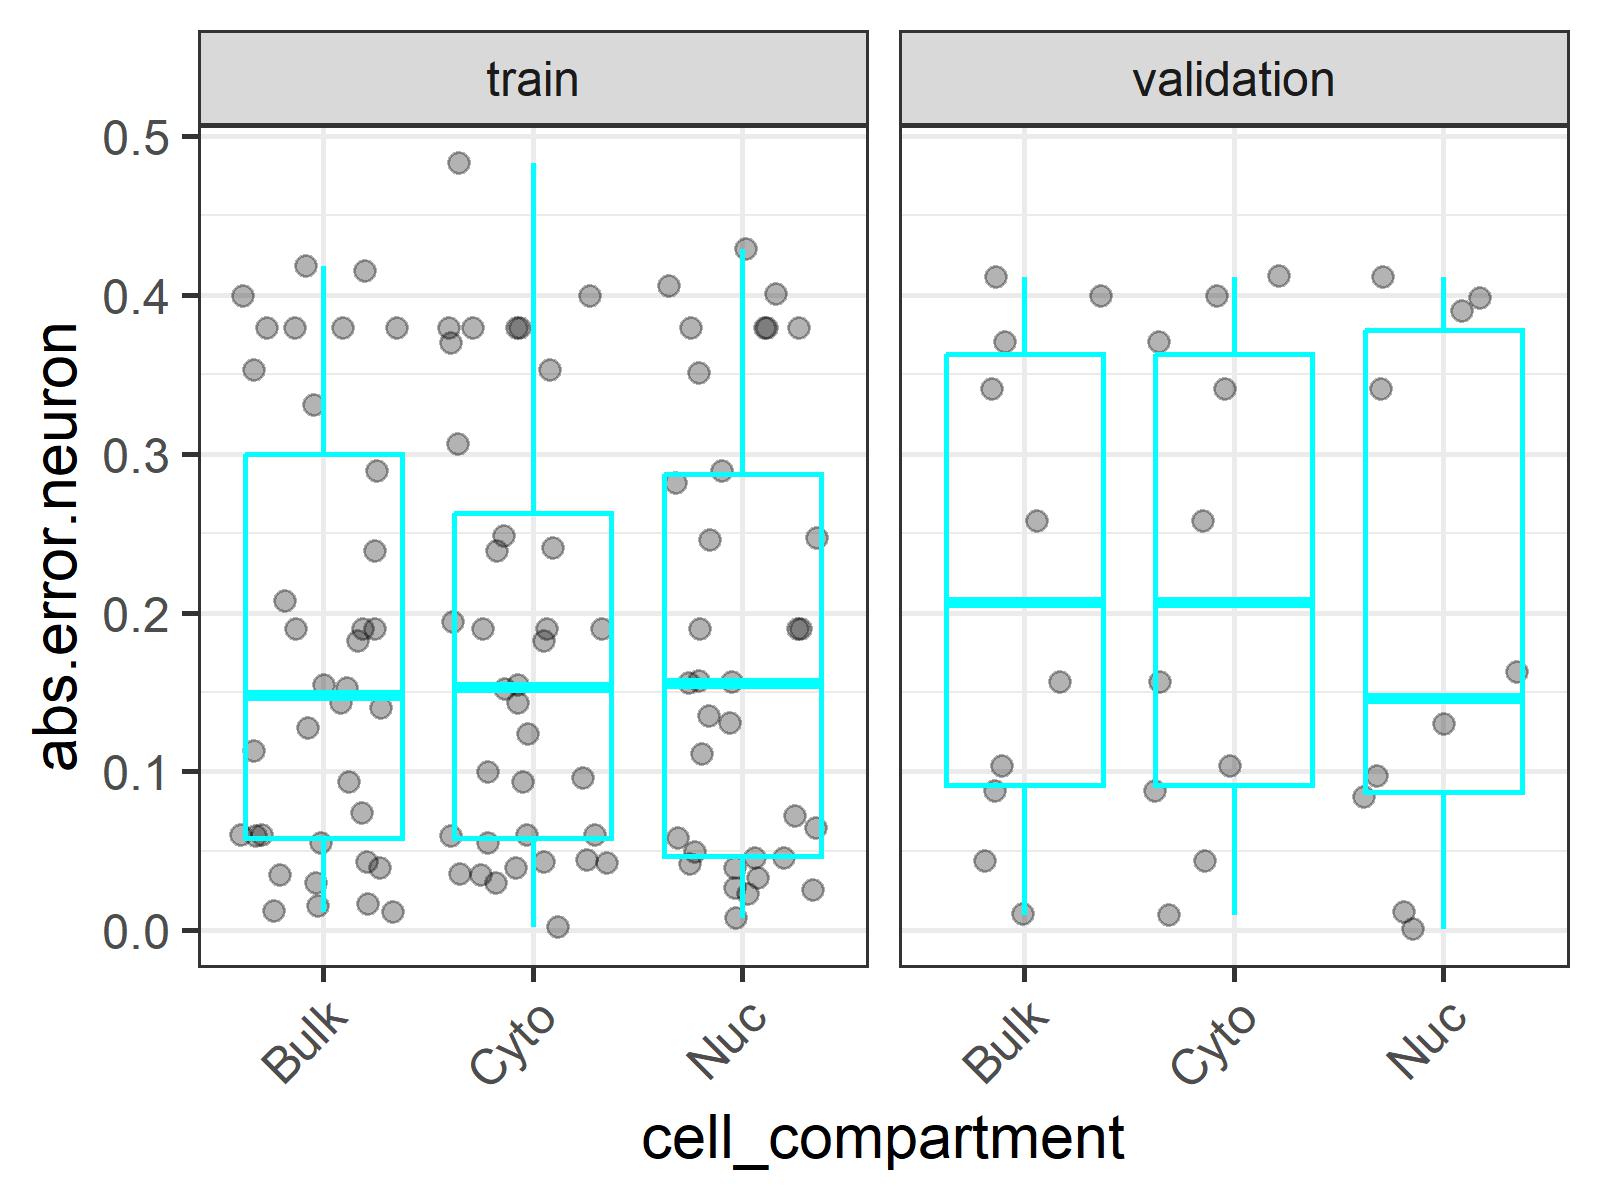 train
validation
abs.error.neuron
0.5
0.4
0.3
0.2
0.1
0.0
Bulk
Cyto
Nuc
Bulk
Cyto
Nuc
cell_compartment